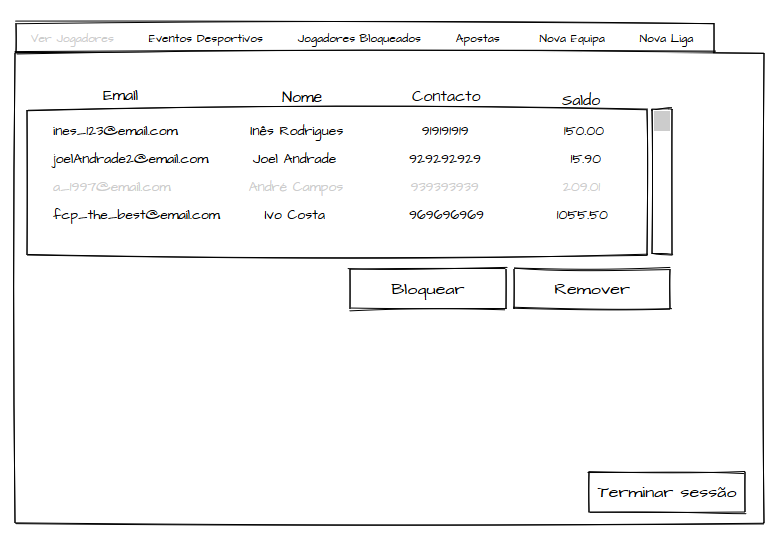 Ver Jogadores Eventos Desportivos Jogadores Bloqueados Apostas Nova Equipa Nova Liga
Email Nome Contacto Saldo
ines_123@email.com Inês Rodrigues 919191919 150.00
joelAndrade2@email.com Joel Andrade 929292929 15.90
a_1997@email.com André Campos 939393939 209.01
fcp_the_best@email.com Ivo Costa 969696969 1055.50
Bloquear Remover
Terminar sessão